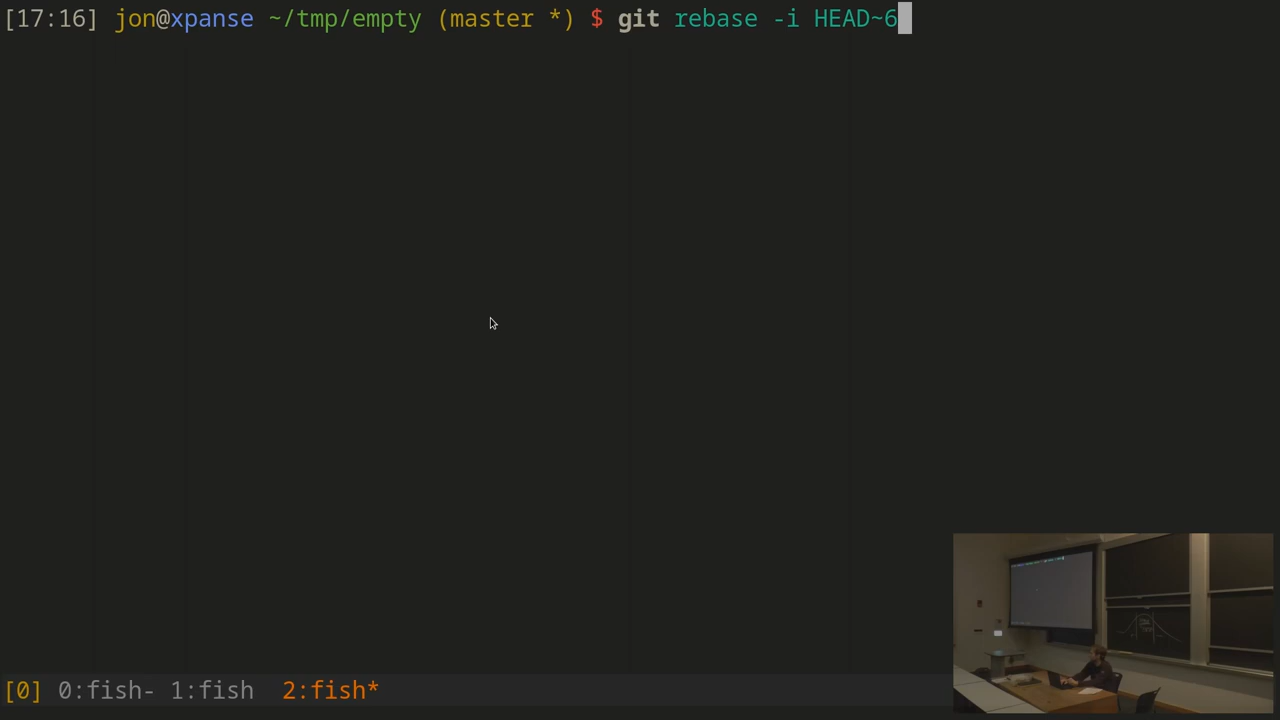 [17:16] jon@xpanse ~/tmp/empty (master *) $ git rebase -i HEAD~6
[0] 0:fish- 1:fish  2:fish*